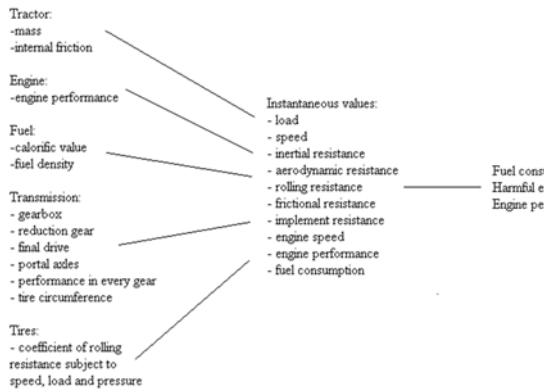 Tractor:
-mass
-internal friction
Engine:
-engine performance
Fuel:
-calorific value
-fuel density
Transmission:
- gearbox
- reduction gear
- final drive
- portal axles
- performance in every gear
- tire circumference
Tires:
- coefficient of rolling
resistance subject to
speed, load and pressure
Instantaneous values:
- load
- speed
- inertial resistance
- aerodynamic resistance
- rolling resistance
- frictional resistance
- implement resistance
- engine speed
- engine performance
- fuel consumption
Fuel
Harmful
Engine